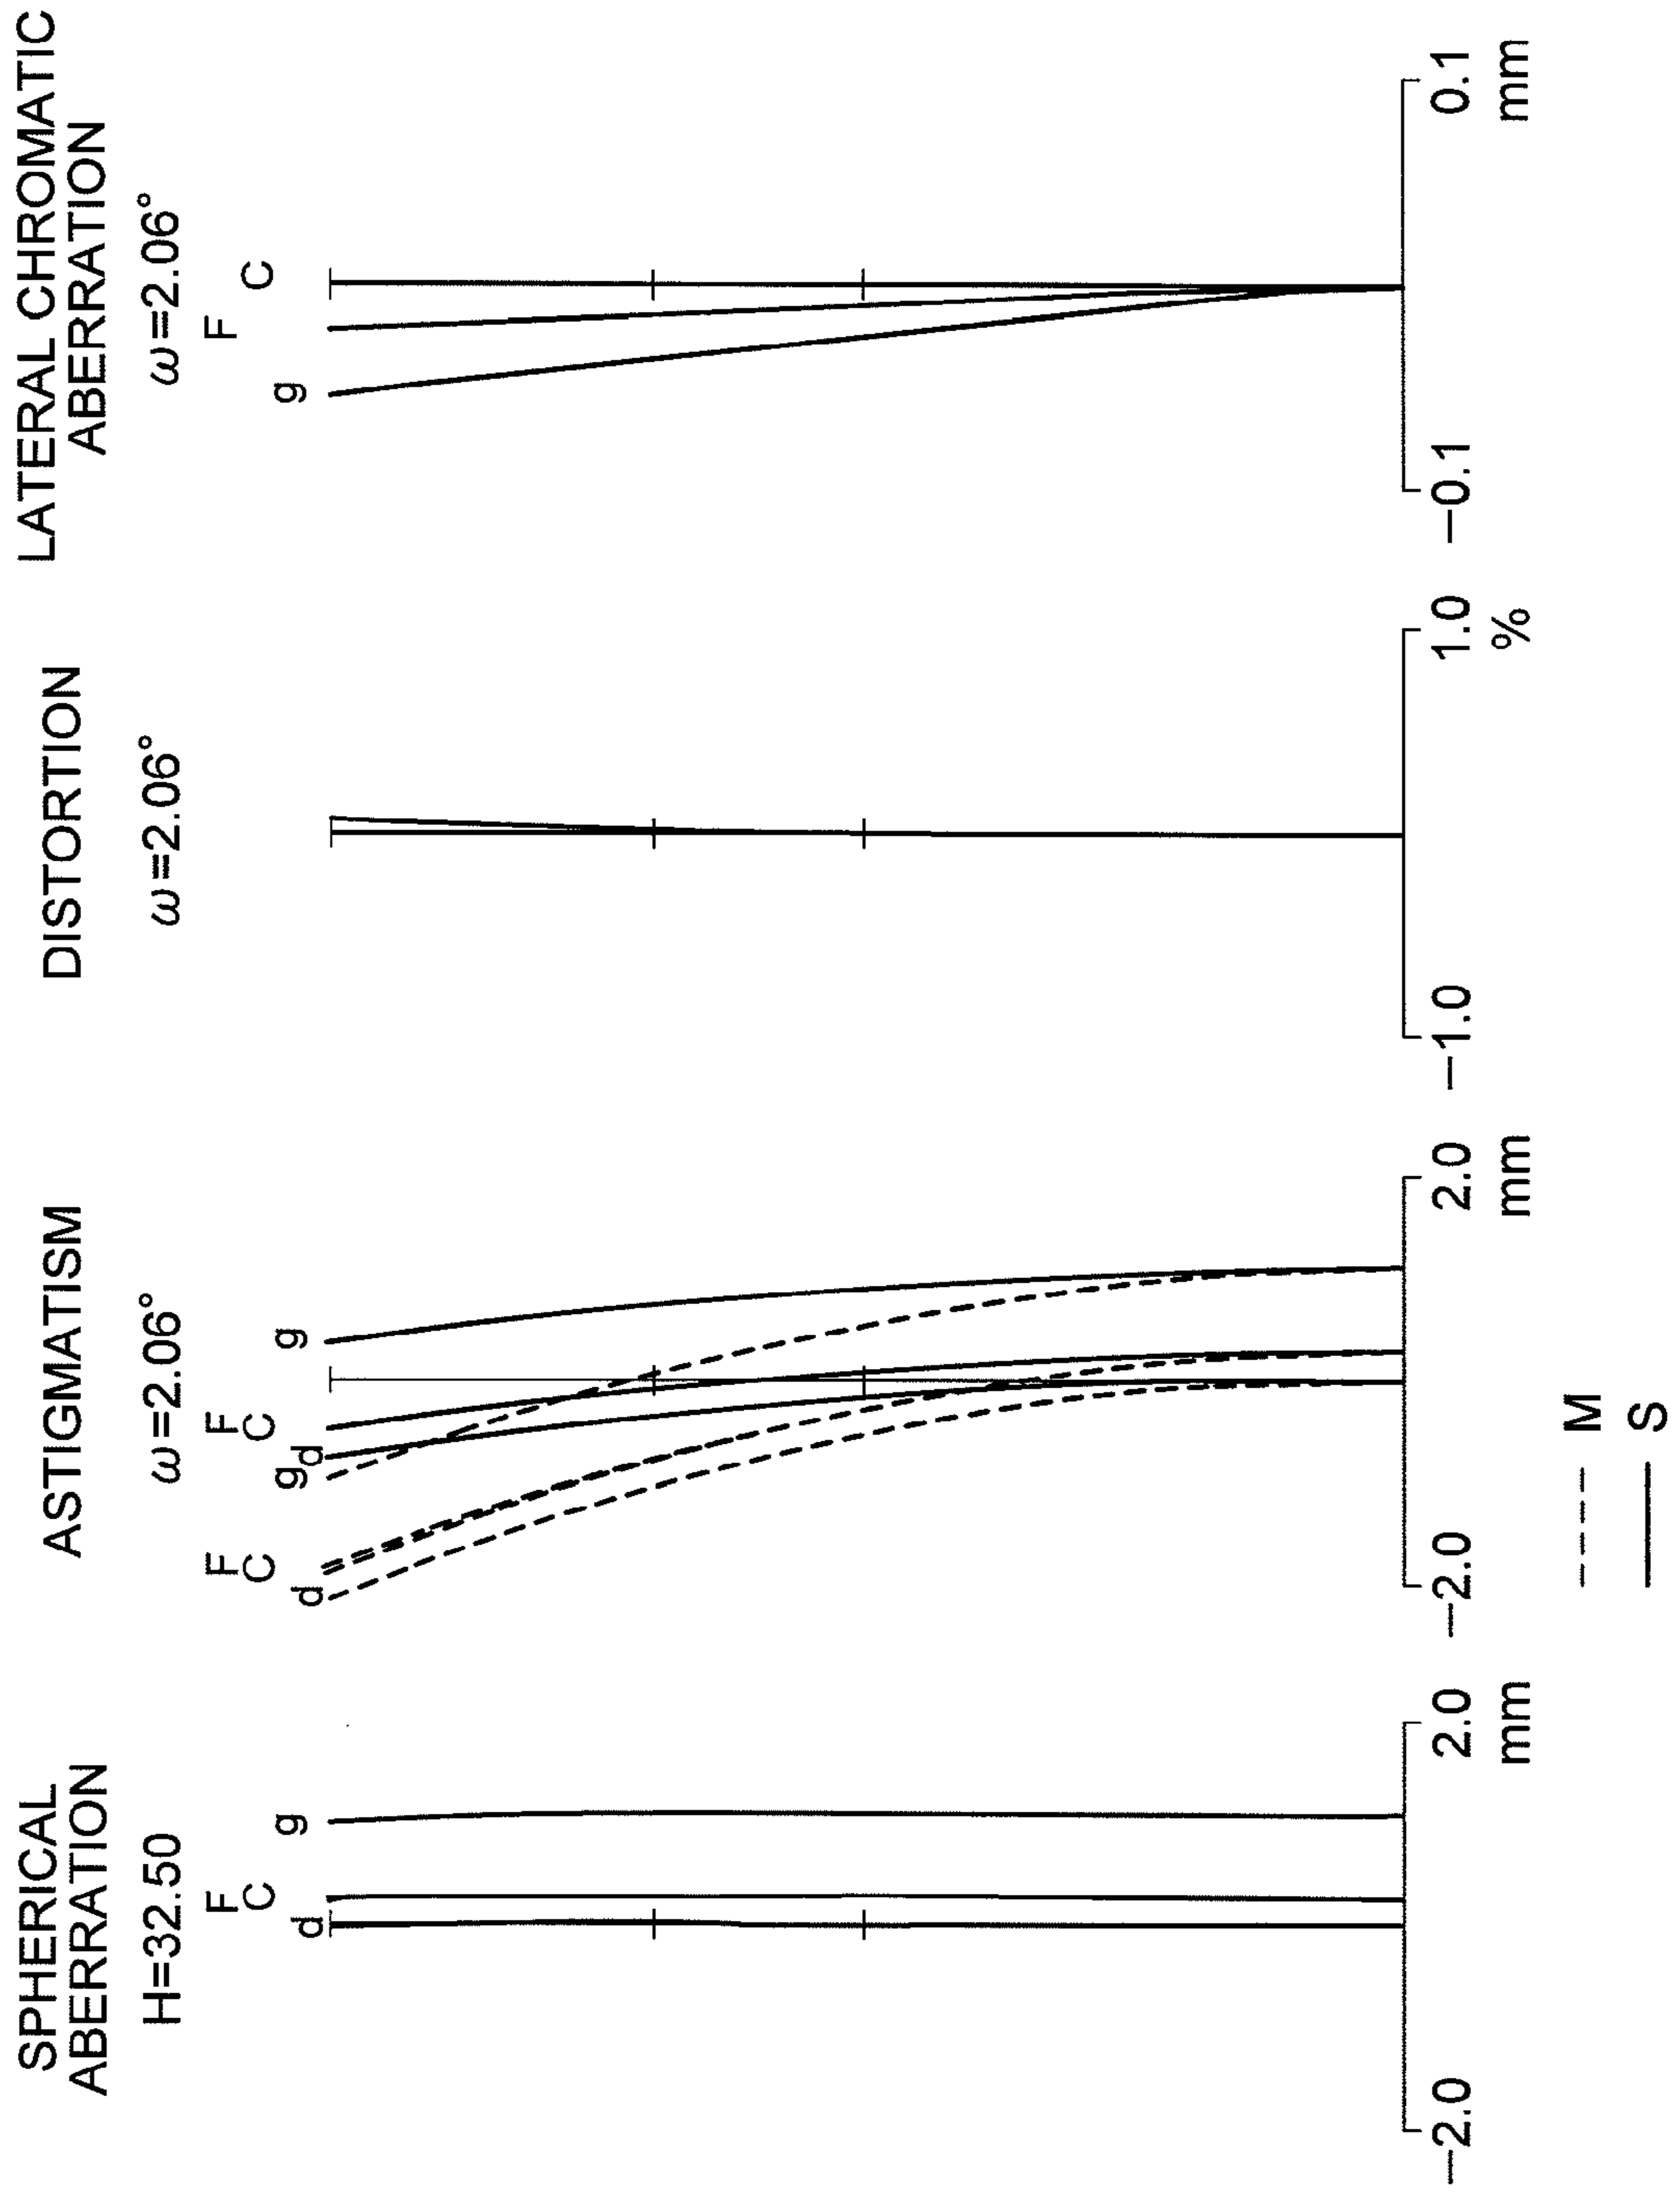 SPHERICAL
ABERRATION
H=32.50
F
C
d
g
-2.0
2.0
mm
ASTIGMATISM
ω=2.06°
F
C
d
g
d
F
C
g
-2.0
2.0
mm
M
S
DISTORTION
ω=2.06°
-1.0
1.0
%
LATERAL CHROMATIC
ABERRATION
ω=2.06°
g
F
C
-0.1
0.1
mm